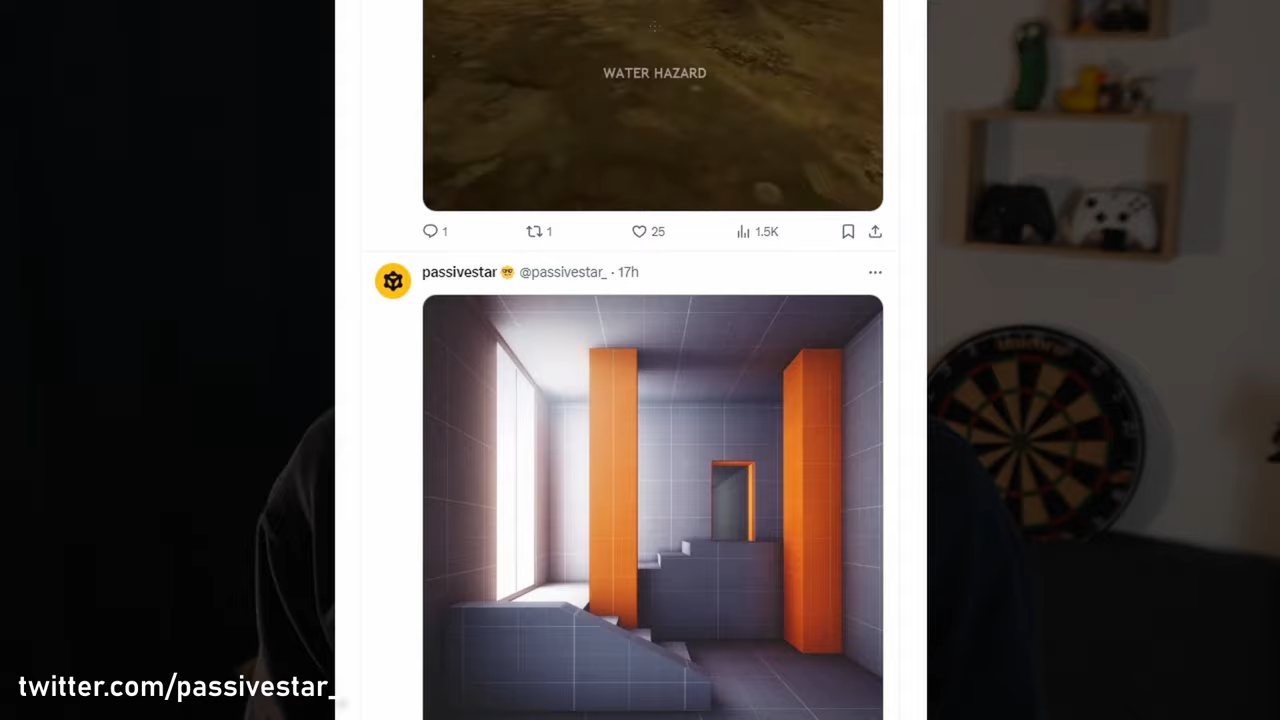 WATER HAZARD
1
1
25
1.5K
passivestar 🤓 @passivestar_ · 17h
twitter.com/passivestar_